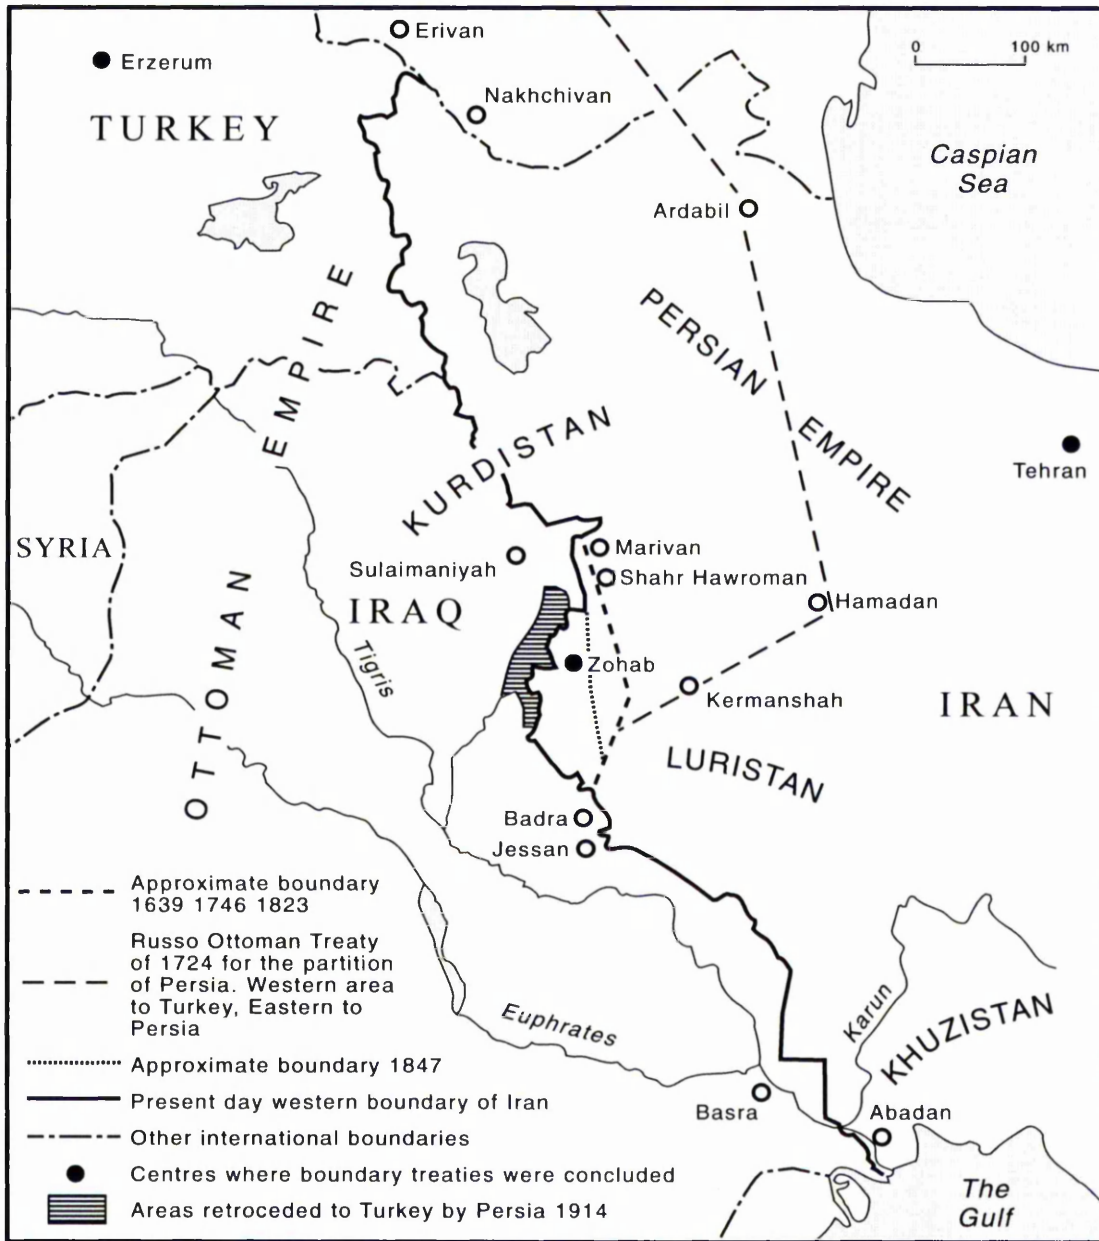 Erivan
Erzerum
0 100 km
Nakhchivan
TURKEY
Caspian
Sea
Ardabil
PERSIAN EMPIRE
OTTOMAN EMPIRE
KURDISTAN
Tehran
SYRIA
Marivan
Sulaimaniyah
Shahr Hawroman
IRAQ
Hamadan
Tigris
Zohab
Kermanshah
IRAN
LURISTAN
Badra
Jessan
Approximate boundary
1639 1746 1823
Russo Ottoman Treaty
of 1724 for the partition
of Persia. Western area
to Turkey, Eastern to
Persia
Euphrates
Karun
KHUZISTAN
Approximate boundary 1847
Present day western boundary of Iran
Basra
Abadan
Other international boundaries
Centres where boundary treaties were concluded
Areas retroceded to Turkey by Persia 1914
The
Gulf